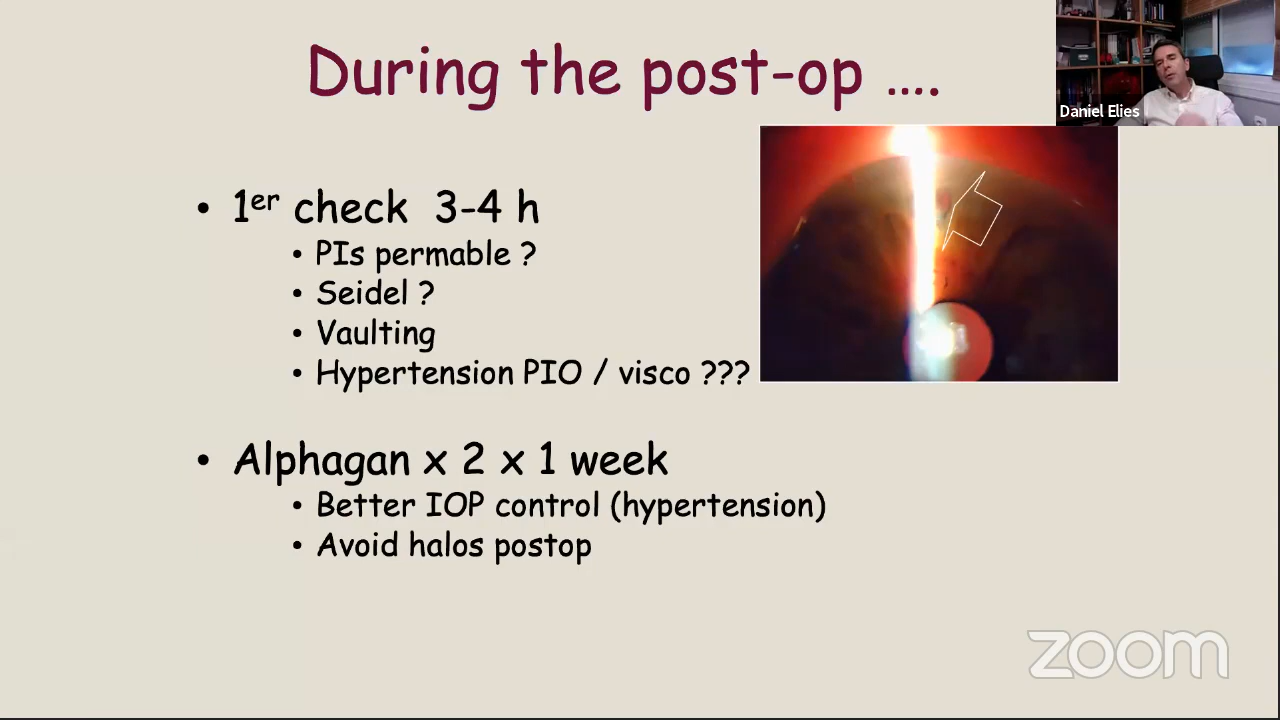 During the post-op ....
Daniel Elies
• 1er check 3-4 h
• PIs permable ?
• Seidel ?
• Vaulting
• Hypertension PIO / visco ???
• Alphagan x 2 x 1 week
• Better IOP control (hypertension)
• Avoid halos postop
zoom